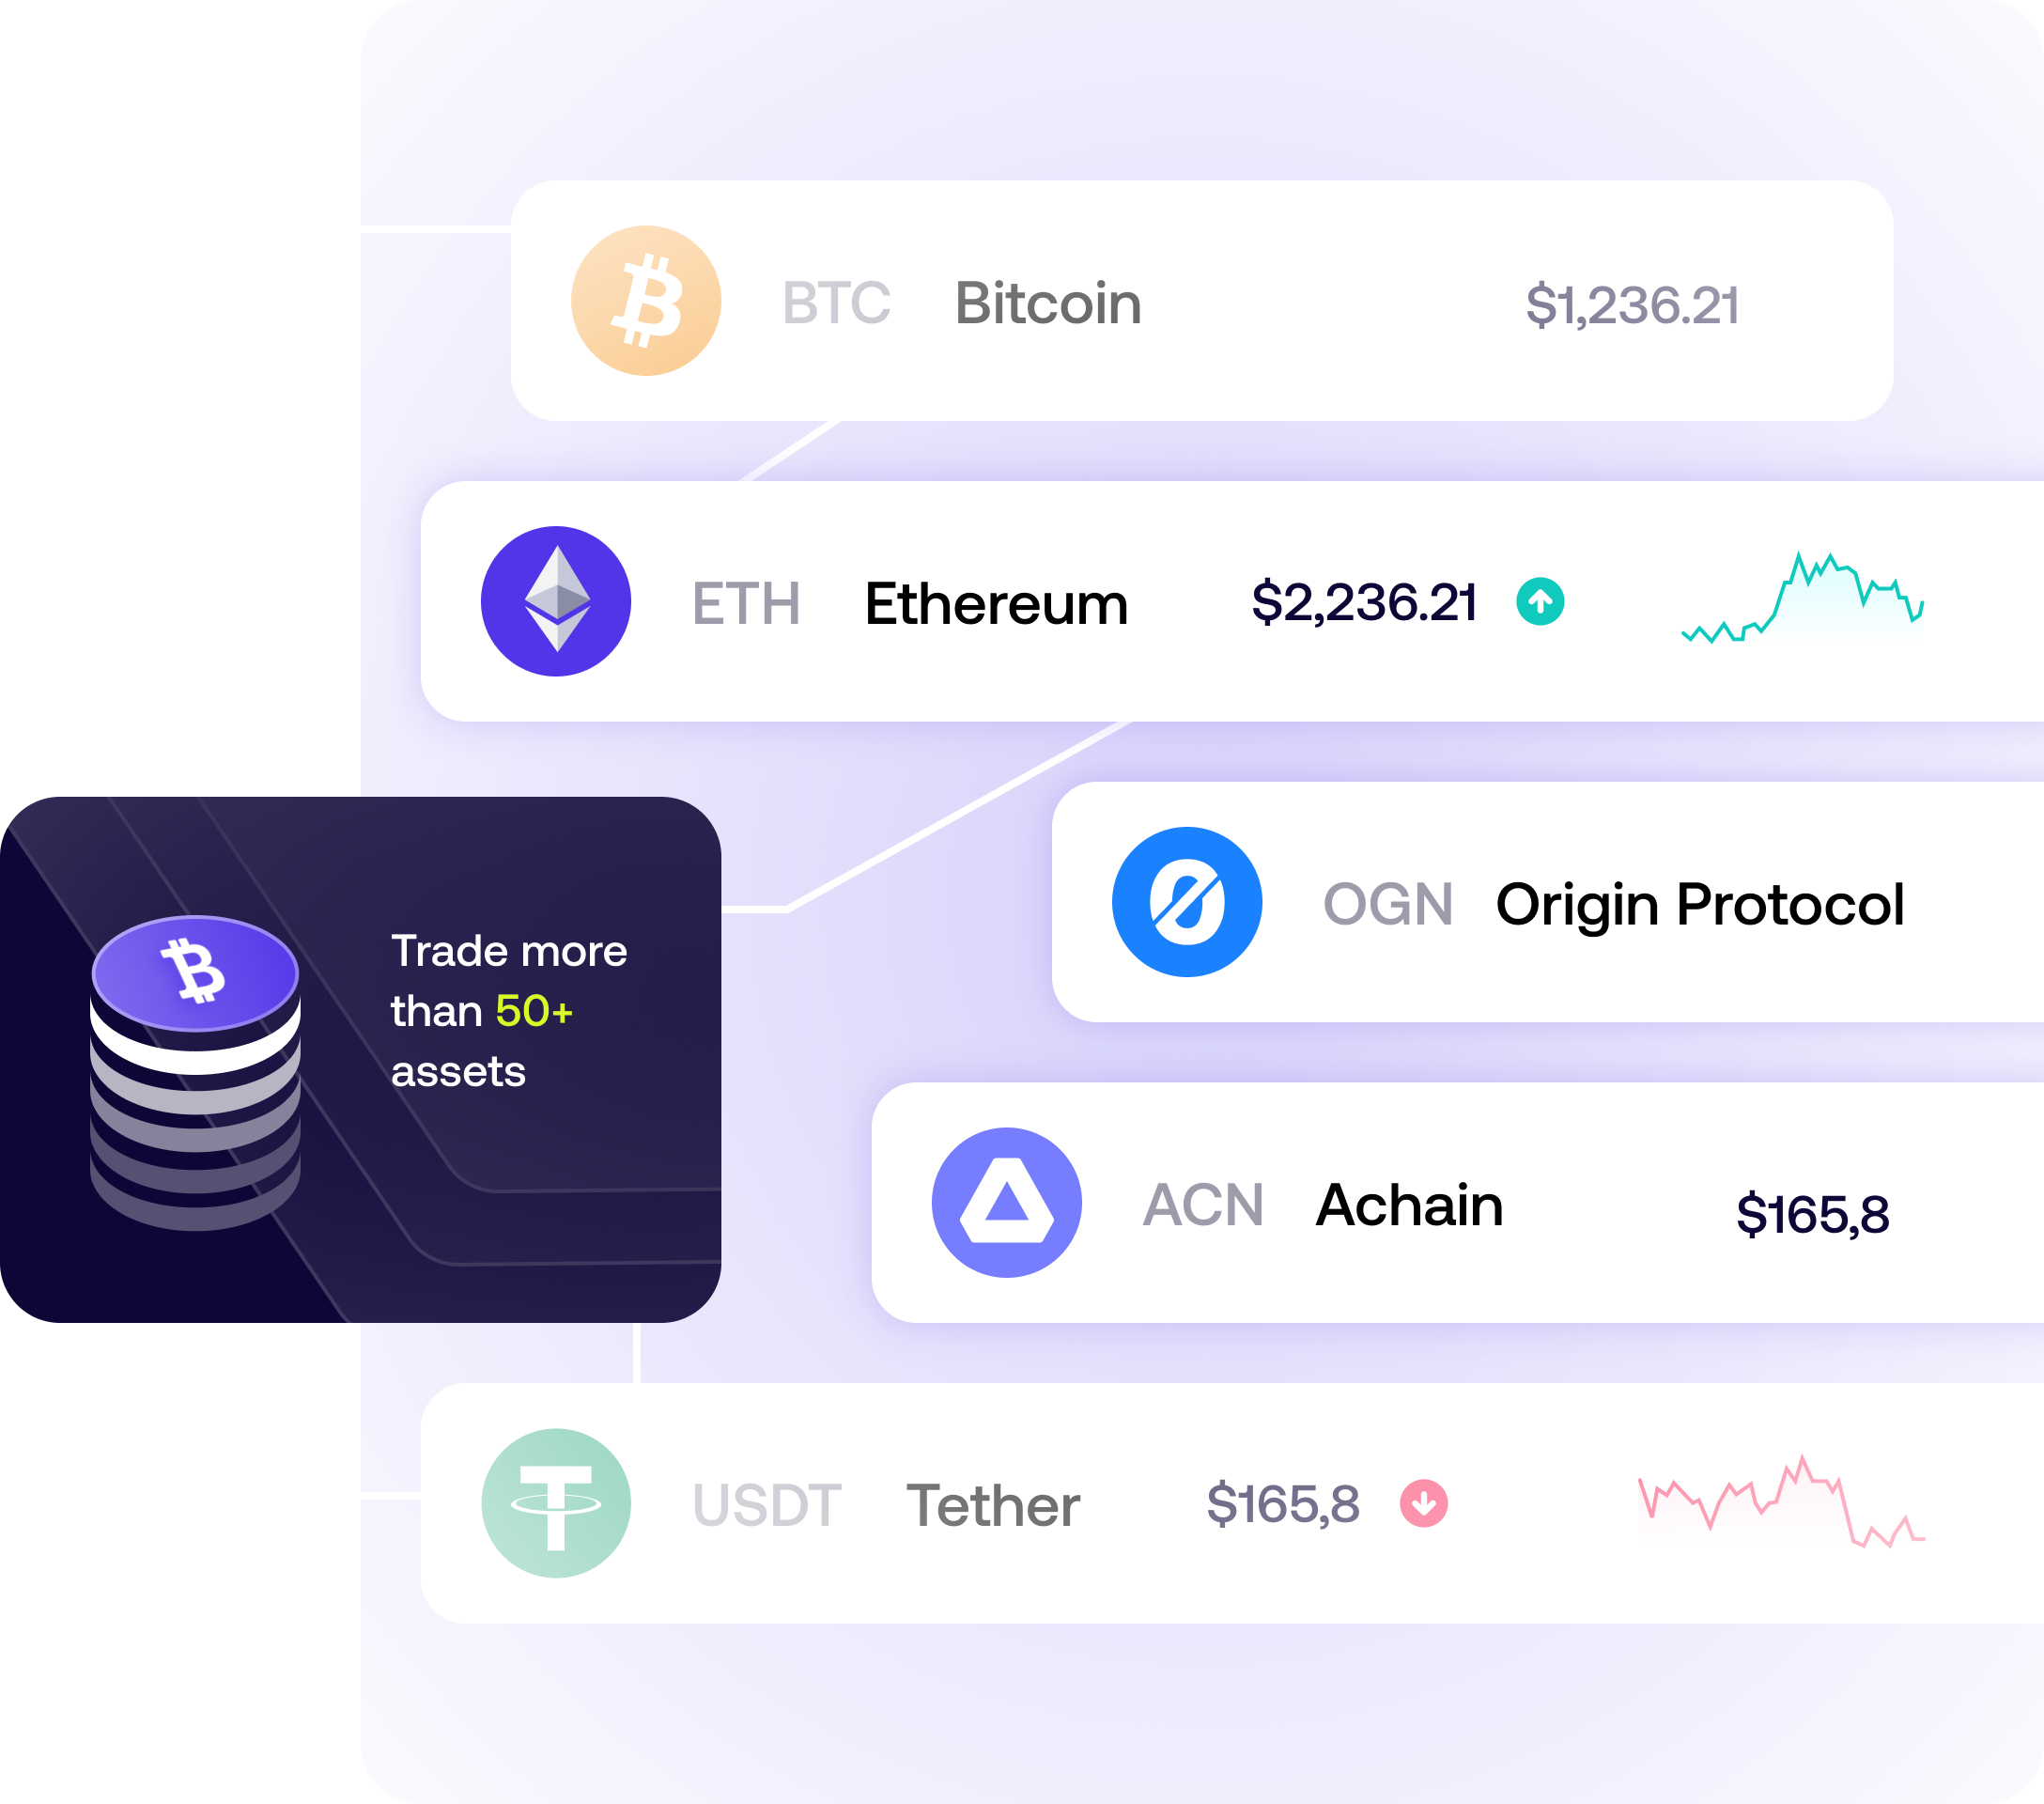 BTC Bitcoin $1,236.21
ETH Ethereum $2,236.21
OGN Origin Protocol
Trade more
than 50+
assets
ACN Achain $165,8
USDT Tether $165,8